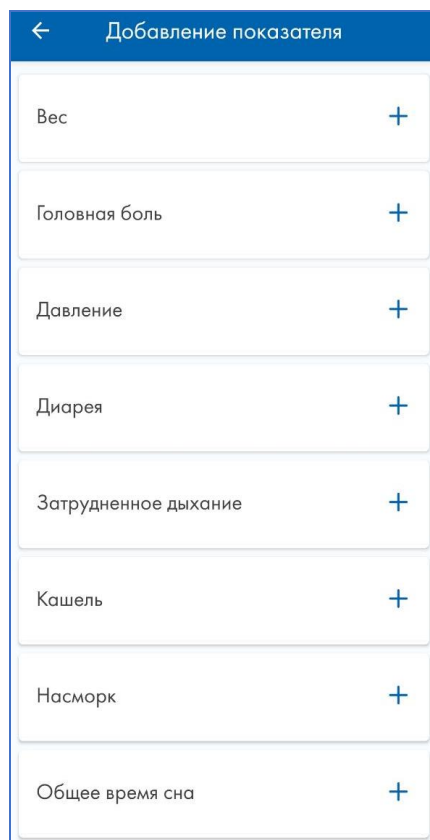 Добавление показателя
Вес
Головная боль
Давление
Диарея
Затрудненное дыхание
Кашель
Насморк
Общее время сна